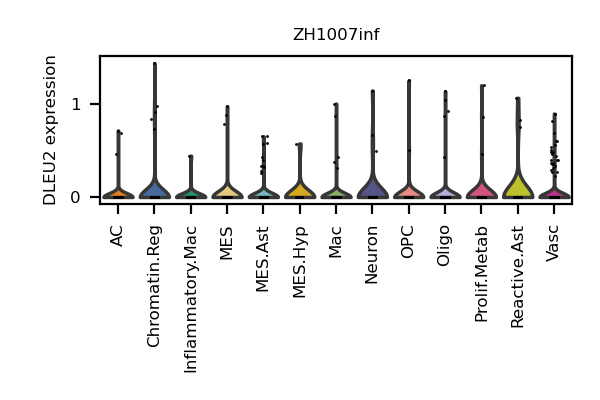 ZH1007inf
DLEU2 expression
1
0
AC
Chromatin.Reg
Inflammatory.Mac
MES
MES.Ast
MES.Hyp
Mac
Neuron
OPC
Oligo
Prolif.Metab
Reactive.Ast
Vasc